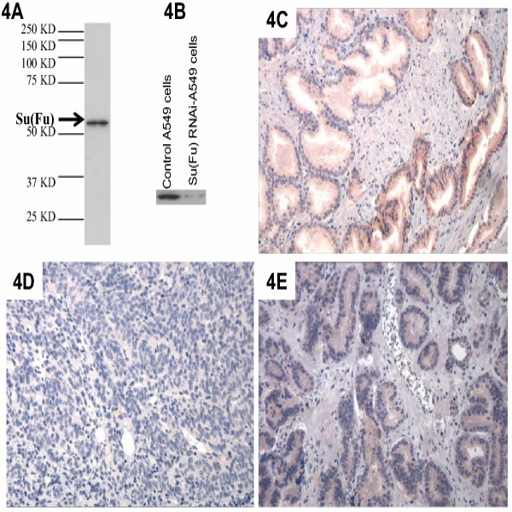 4A
250 KD
150 KD
100 KD
75 KD
Su(Fu)
50 KD
37 KD
25 KD
4B
Control A549 cells
Su(Fu) RNAi-A549 cells
4C
4D
4E